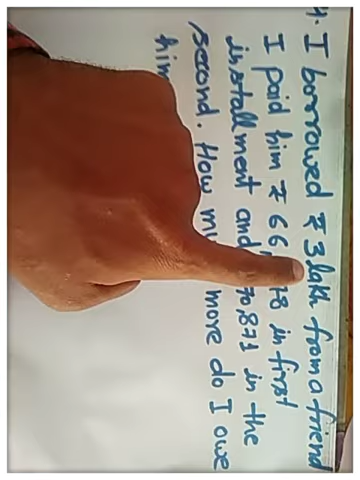 4. I borrowed ₹ 3 lakh from a friend
I paid him ₹ 66, 78 in first
installment and 70,871 in the
second. How mu more do I owe
him